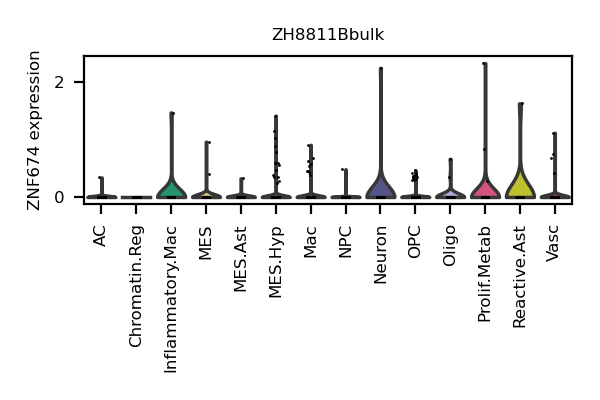 ZH8811Bbulk
ZNF674 expression
2
0
AC
Chromatin.Reg
Inflammatory.Mac
MES
MES.Ast
MES.Hyp
Mac
NPC
Neuron
OPC
Oligo
Prolif.Metab
Reactive.Ast
Vasc